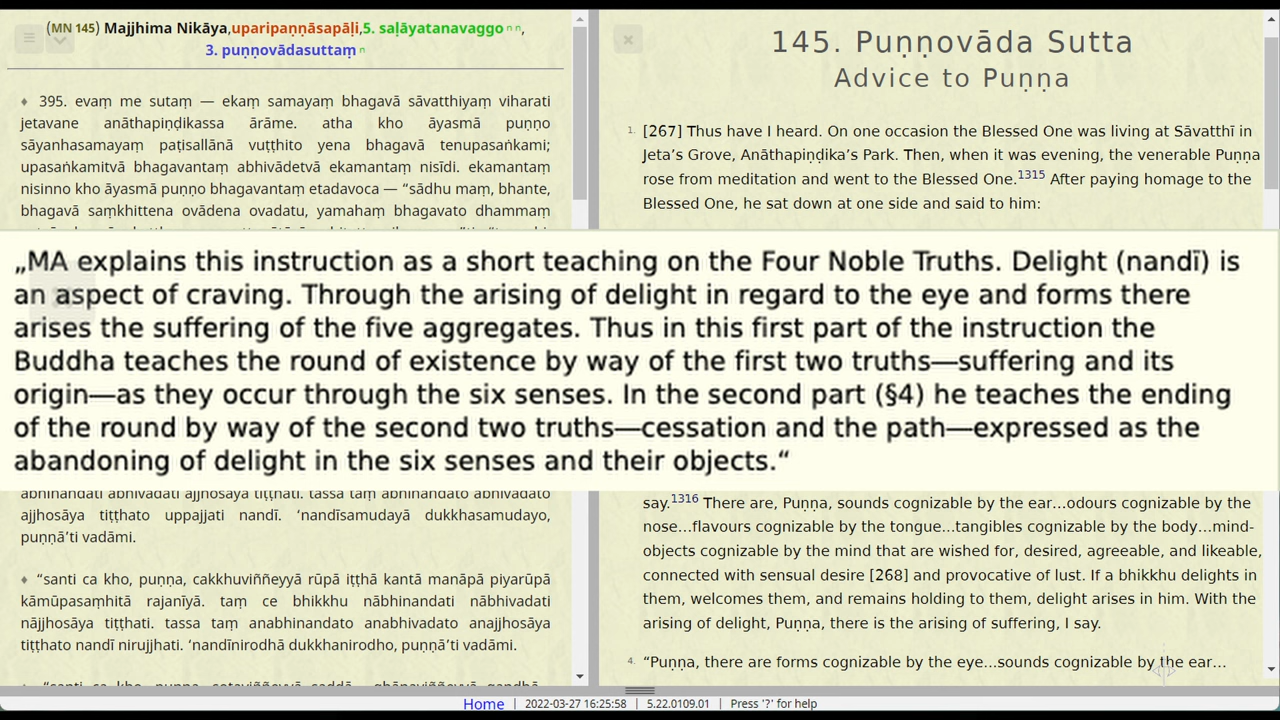 (MN 145) Majjhima Nikāya,uparipaṇṇāsapāḷi,5. saḷāyatanavaggo n n,
3. puṇṇovādasuttaṃ n
♦ 395. evaṃ me sutaṃ — ekaṃ samayaṃ bhagavā sāvatthiyaṃ viharati
jetavane anāthapiṇḍikassa ārāme. atha kho āyasmā puṇṇo
sāyanhasamayaṃ paṭisallānā vuṭṭhito yena bhagavā tenupasaṅkami;
upasaṅkamitvā bhagavantaṃ abhivādetvā ekamantaṃ nisīdi. ekamantaṃ
nisinno kho āyasmā puṇṇo bhagavantaṃ etadavoca — “sādhu maṃ, bhante,
bhagavā saṃkhittena ovādena ovadatu, yamahaṃ bhagavato dhammaṃ
145. Puṇṇovāda Sutta
Advice to Puṇṇa
1. [267] Thus have I heard. On one occasion the Blessed One was living at Sāvatthī in
Jeta’s Grove, Anāthapiṇḍika’s Park. Then, when it was evening, the venerable Puṇṇa
rose from meditation and went to the Blessed One.1315 After paying homage to the
Blessed One, he sat down at one side and said to him:
„MA explains this instruction as a short teaching on the Four Noble Truths. Delight (nandī) is
an aspect of craving. Through the arising of delight in regard to the eye and forms there
arises the suffering of the five aggregates. Thus in this first part of the instruction the
Buddha teaches the round of existence by way of the first two truths—suffering and its
origin—as they occur through the six senses. In the second part (§4) he teaches the ending
of the round by way of the second two truths—cessation and the path—expressed as the
abandoning of delight in the six senses and their objects.“
abhinandati abhivadati ajjhosāya tiṭṭhati. tassa taṃ abhinandato abhivadato
ajjhosāya tiṭṭhato uppajjati nandī. ‘nandīsamudayā dukkhasamudayo,
puṇṇā’ti vadāmi.
♦ “santi ca kho, puṇṇa, cakkhuviññeyyā rūpā iṭṭhā kantā manāpā piyarūpā
kāmūpasaṃhitā rajanīyā. taṃ ce bhikkhu nābhinandati nābhivadati
nājjhosāya tiṭṭhati. tassa taṃ anabhinandato anabhivadato anajjhosāya
tiṭṭhato nandī nirujjhati. ‘nandīnirodhā dukkhanirodho, puṇṇā’ti vadāmi.
say.1316 There are, Puṇṇa, sounds cognizable by the ear…odours cognizable by the
nose…flavours cognizable by the tongue…tangibles cognizable by the body…mind-
objects cognizable by the mind that are wished for, desired, agreeable, and likeable,
connected with sensual desire [268] and provocative of lust. If a bhikkhu delights in
them, welcomes them, and remains holding to them, delight arises in him. With the
arising of delight, Puṇṇa, there is the arising of suffering, I say.
4. “Puṇṇa, there are forms cognizable by the eye…sounds cognizable by the ear…
Home | 2022-03-27 16:25:58 | 5.22.0109.01 | Press '?' for help